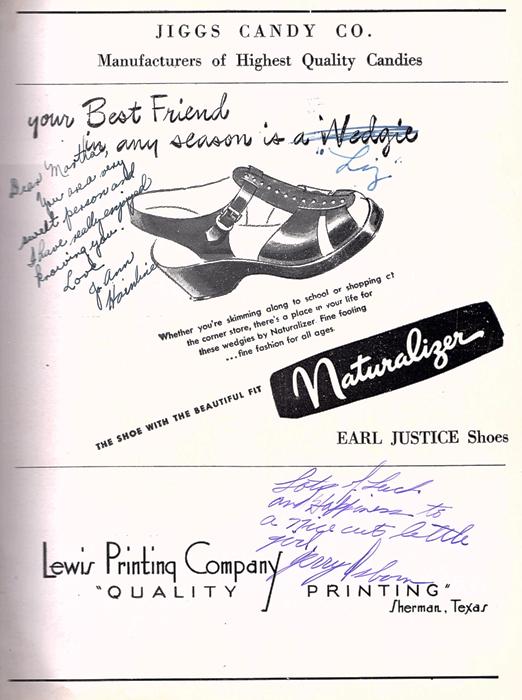 JIGGS CANDY CO.
Manufacturers of Highest Quality Candies
your Best Friend
in any season is a Wedgie
"Liz"
Dear Martha,
You are a very
sweet person and
I have really enjoyed
knowing you.
Love
Jo Ann
Whether you're skimming along to school or shopping at
the corner store, there's a place in your life for
these wedgies by Naturalizer. Fine footing
...fine fashion for all ages.
THE SHOE WITH THE BEAUTIFUL FIT
Naturalizer
EARL JUSTICE Shoes
Lots of Luck
and Happiness to
a nice cute little
girl
Jerry Osborn
Lewis Printing Company
"QUALITY PRINTING"
Sherman, Texas